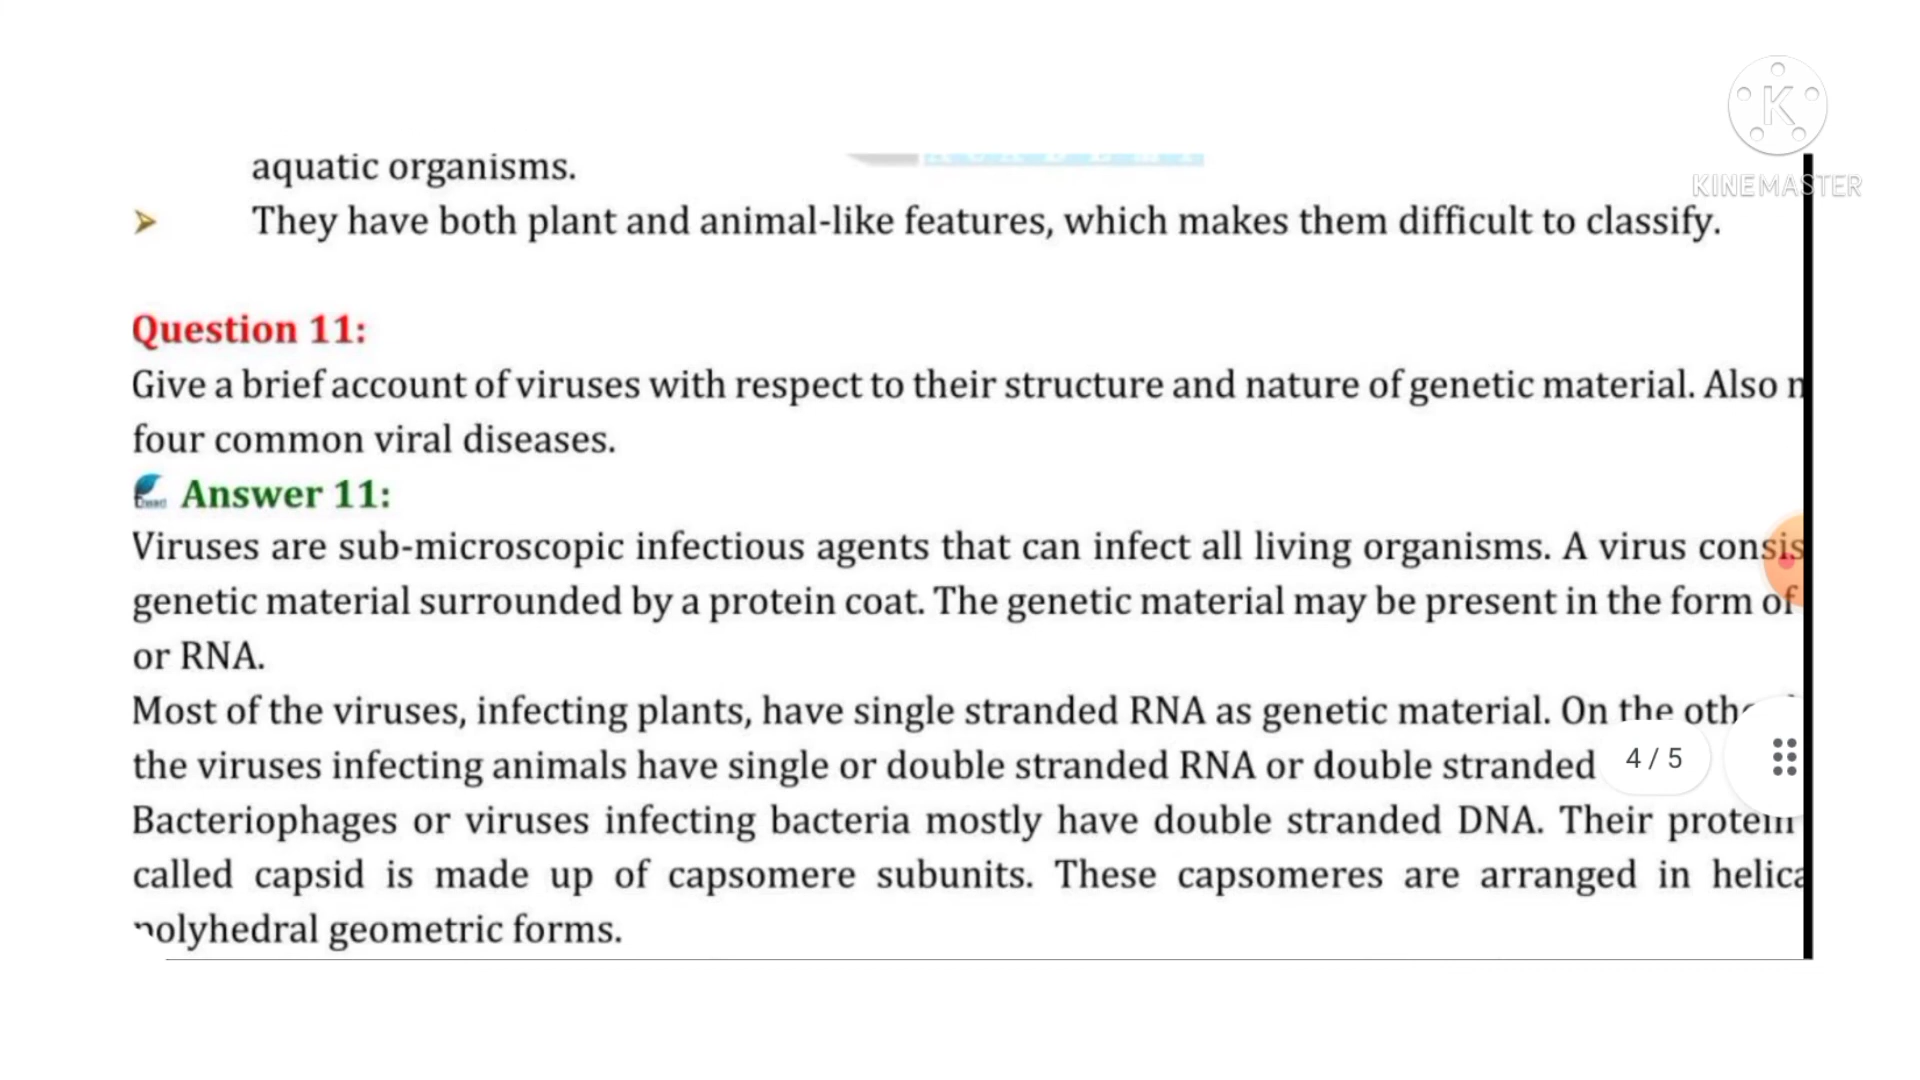 ACADEMY
KINEMASTER
aquatic organisms.
They have both plant and animal-like features, which makes them difficult to classify.
Question 11:
Give a brief account of viruses with respect to their structure and nature of genetic material. Also
four common viral diseases.
Answer 11:
Viruses are sub-microscopic infectious agents that can infect all living organisms. A virus consis
genetic material surrounded by a protein coat. The genetic material may be present in the form of
or RNA.
Most of the viruses, infecting plants, have single stranded RNA as genetic material. On the oth
the viruses infecting animals have single or double stranded RNA or double stranded
4 / 5
Bacteriophages or viruses infecting bacteria mostly have double stranded DNA. Their protein
called capsid is made up of capsomere subunits. These capsomeres are arranged in helica
polyhedral geometric forms.